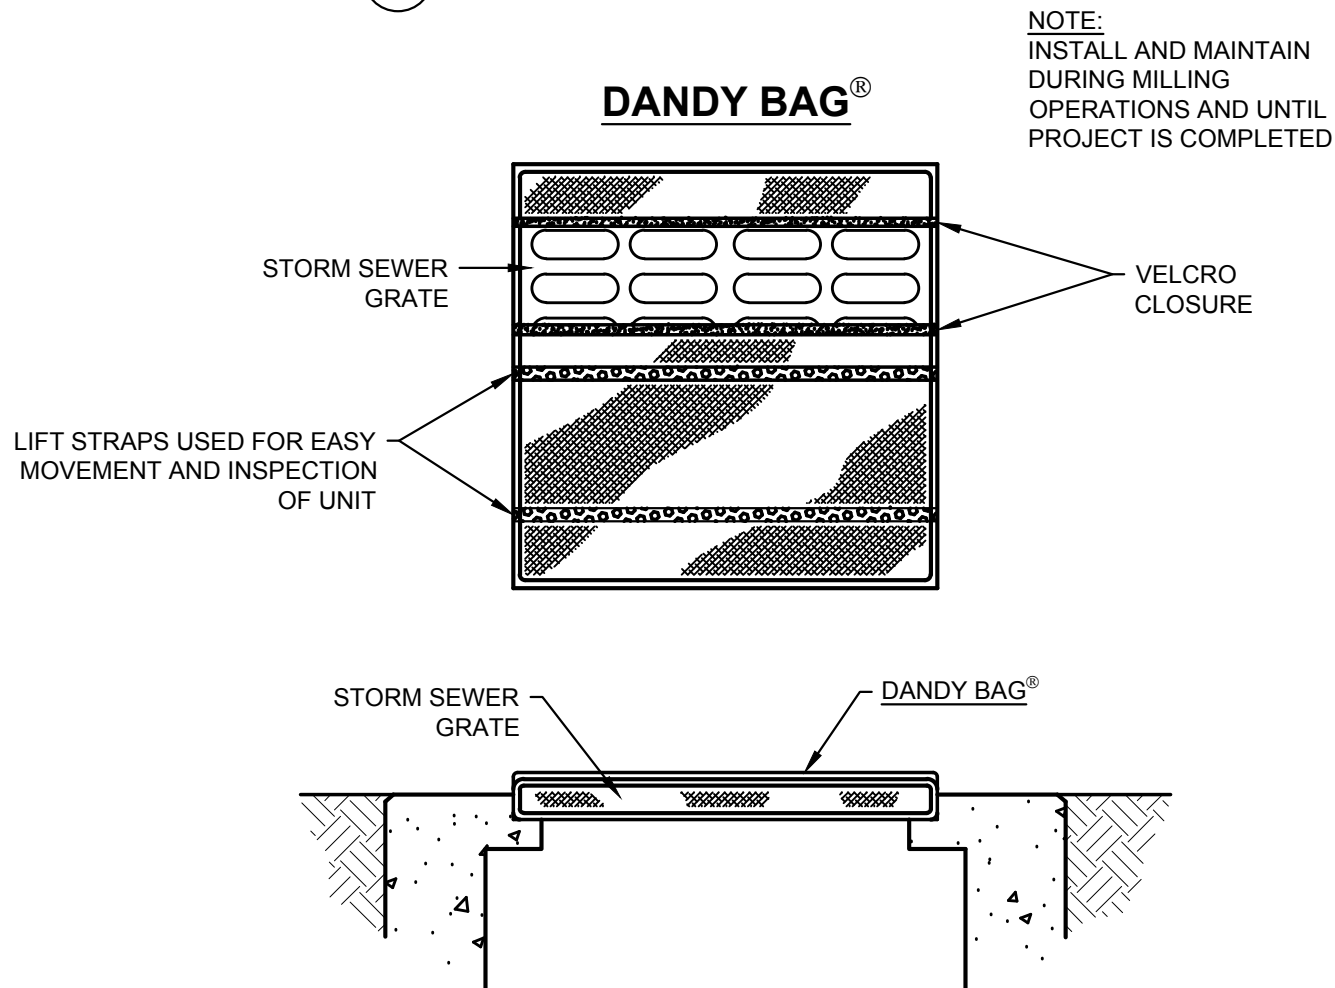 NOTE:
INSTALL AND MAINTAIN
DURING MILLING
OPERATIONS AND UNTIL
PROJECT IS COMPLETED
DANDY BAG®
STORM SEWER
GRATE
VELCRO
CLOSURE
LIFT STRAPS USED FOR EASY
MOVEMENT AND INSPECTION
OF UNIT
STORM SEWER
GRATE
DANDY BAG®